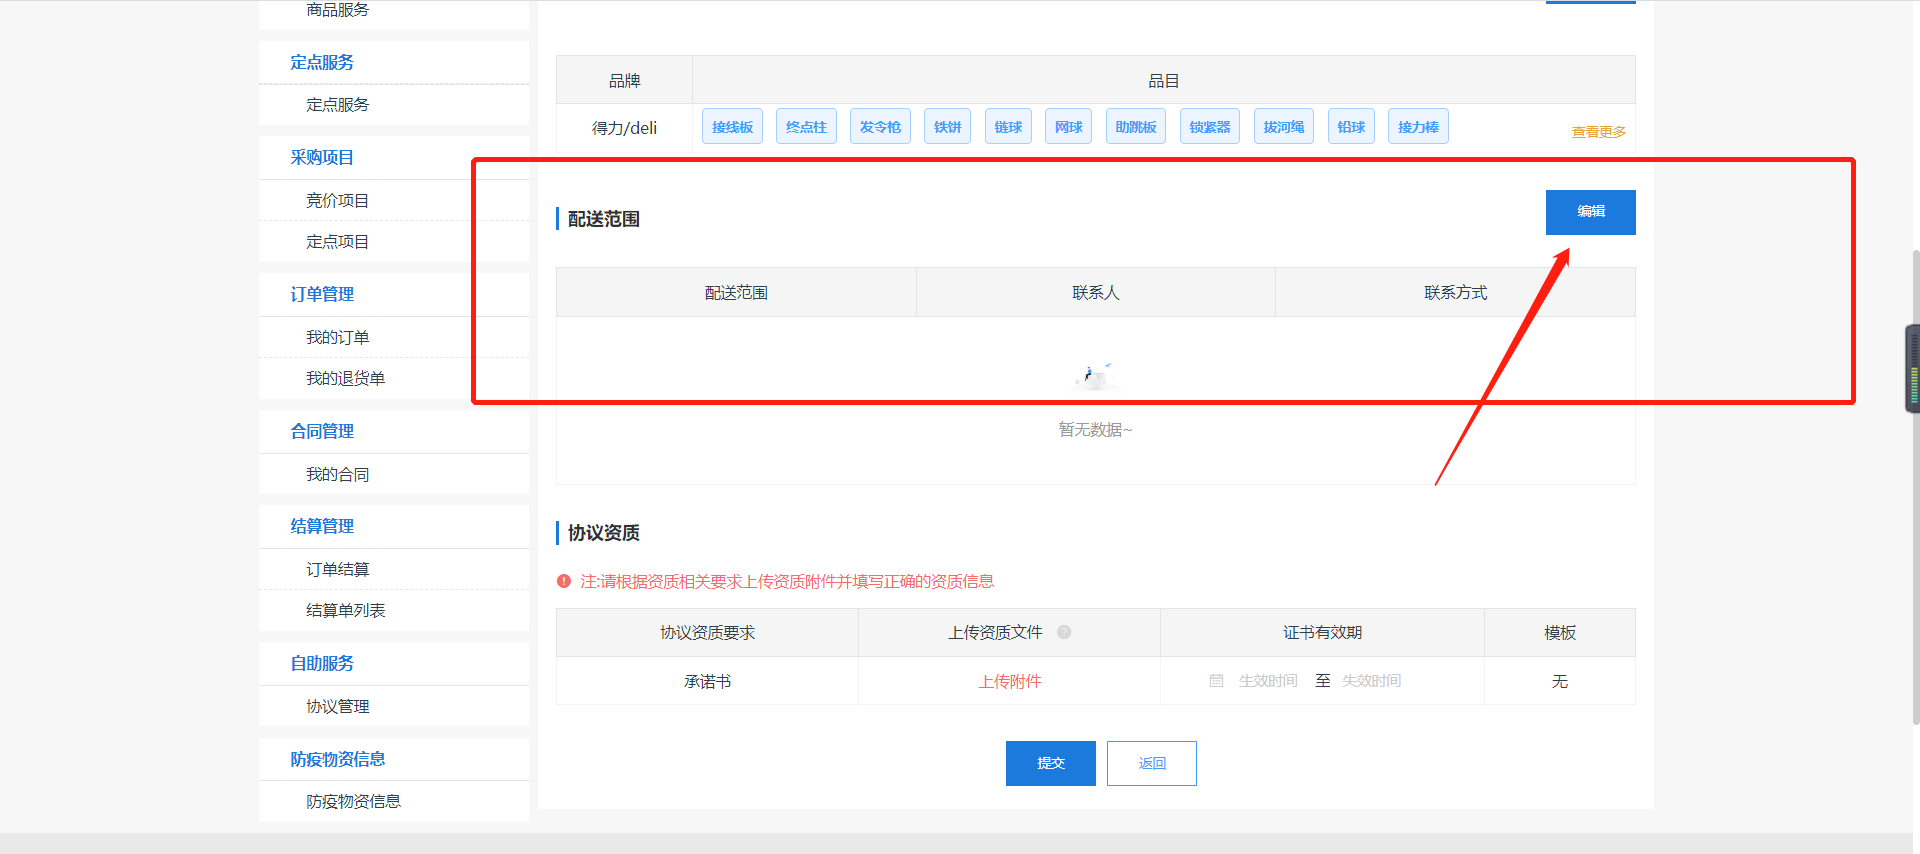 商品服务
定点服务
定点服务
采购项目
竞价项目
定点项目
订单管理
我的订单
我的退货单
合同管理
我的合同
结算管理
订单结算
结算单列表
自助服务
协议管理
防疫物资信息
防疫物资信息
品牌 品目
得力/deli 接线板 终点柱 发令枪 铁饼 链球 网球 助跳板 锁紧器 拔河绳 铅球 接力棒 查看更多
配送范围 编辑
配送范围 联系人 联系方式
暂无数据~
协议资质
注:请根据资质相关要求上传资质附件并填写正确的资质信息
协议资质要求 上传资质文件 证书有效期 模板
承诺书 上传附件 生效时间 至 失效时间 无
提交 返回